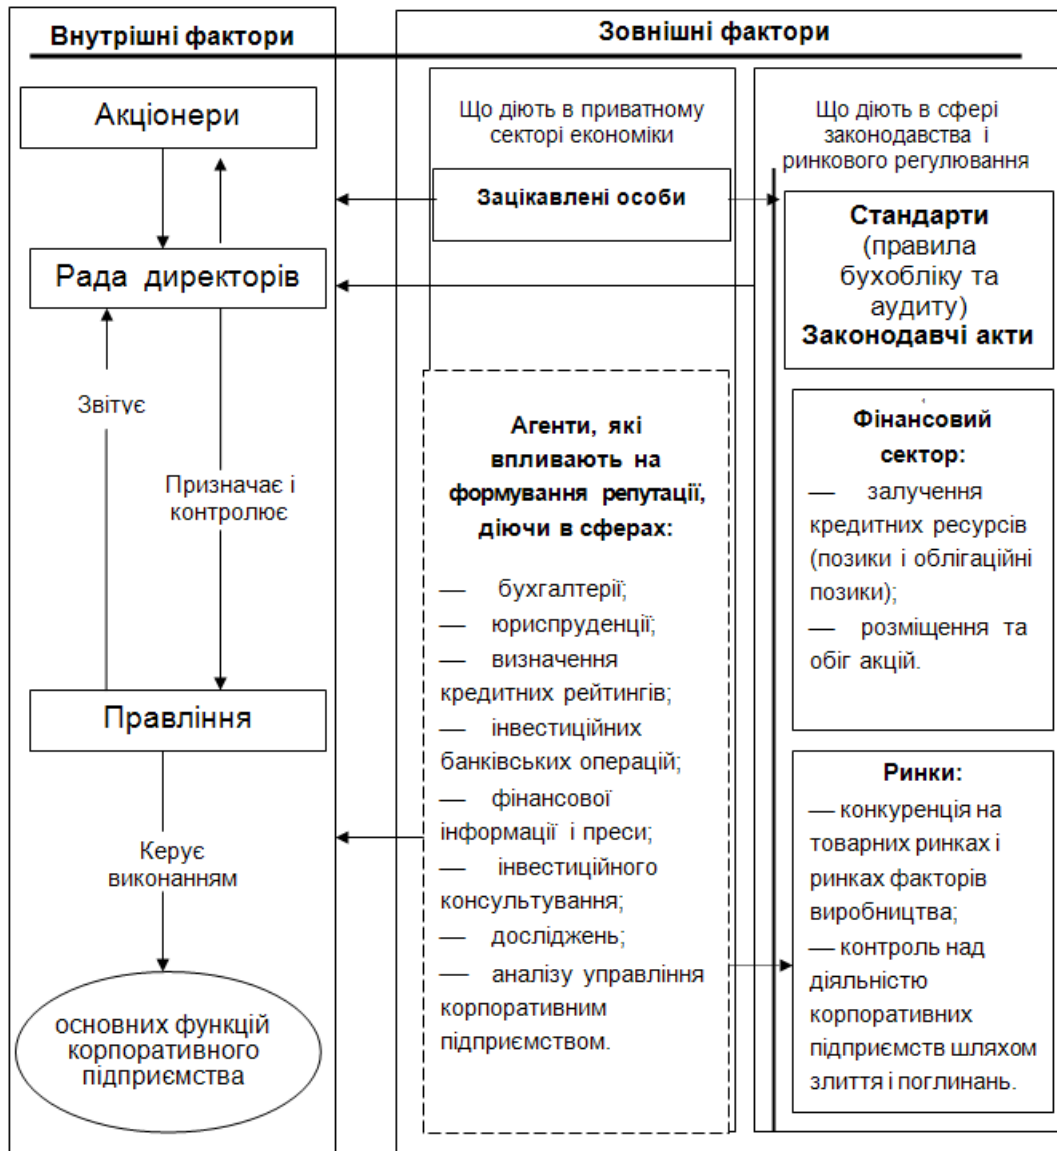 Внутрішні фактори
Акціонери
Рада директорів
Звітує
Призначає і
контролює
Правління
Керує
виконанням
основних функцій
корпоративного
підприємства
Зовнішні фактори
Що діють в приватному
секторі економіки
Зацікавлені особи
Агенти, які
впливають на
формування репутації,
діючи в сферах:
— бухгалтерії;
— юриспруденції;
— визначення
кредитних рейтингів;
— інвестиційних
банківських операцій;
— фінансової
інформації і преси;
— інвестиційного
консультування;
— досліджень;
— аналізу управління
корпоративним
підприємством.
Що діють в сфері
законодавства і
ринкового регулювання
Стандарти
(правила
бухобліку та
аудиту)
Законодавчі акти
Фінансовий
сектор:
— залучення
кредитних ресурсів
(позики і облігаційні
позики);
— розміщення та
обіг акцій.
Ринки:
— конкуренція на
товарних ринках і
ринках факторів
виробництва;
— контроль над
діяльністю
корпоративних
підприємств шляхом
злиття і поглинань.